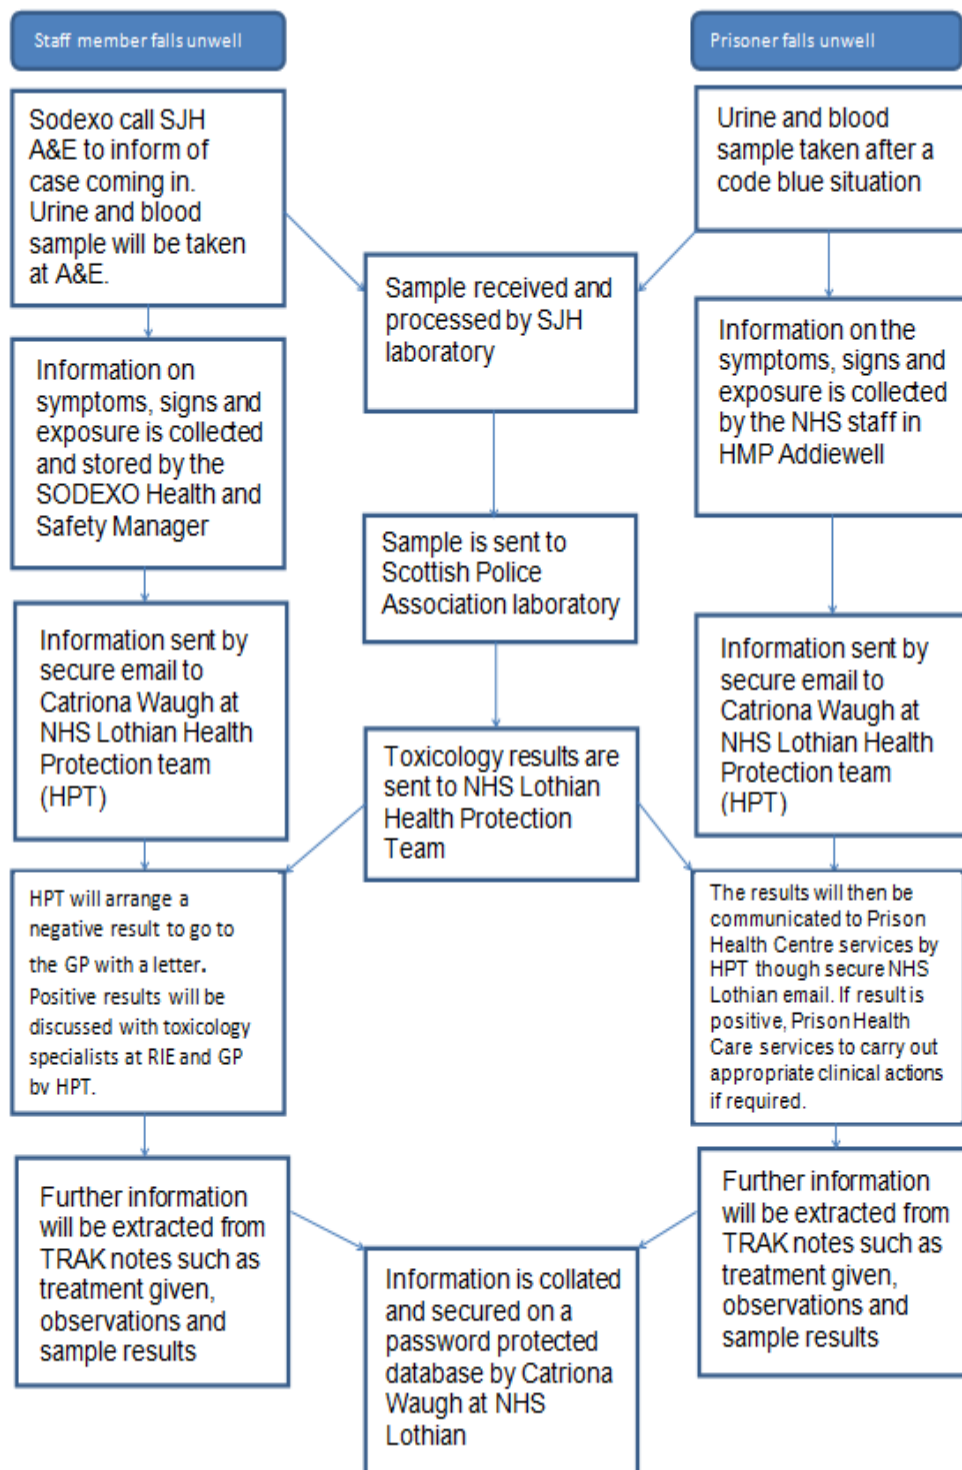 Staff member falls unwell
Prisoner falls unwell
Sodexo call SJH
A&E to inform of
case coming in.
Urine and blood
sample will be taken
at A&E.
Urine and blood
sample taken after a
code blue situation
Sample received and
processed by SJH
laboratory
Information on
symptoms, signs and
exposure is collected
and stored by the
SODEXO Health and
Safety Manager
Information on the
symptoms, signs and
exposure is collected
by the NHS staff in
HMP Addiewell
Sample is sent to
Scottish Police
Association laboratory
Information sent by
secure email to
Catriona Waugh at
NHS Lothian Health
Protection team
(HPT)
Information sent by
secure email to
Catriona Waugh at
NHS Lothian Health
Protection team
(HPT)
Toxicology results are
sent to NHS Lothian
Health Protection
Team
HPT will arrange a
negative result to go to
the GP with a letter.
Positive results will be
discussed with toxicology
specialists at RIE and GP
by HPT.
The results will then be
communicated to Prison
Health Centre services by
HPT though secure NHS
Lothian email. If result is
positive, Prison Health
Care services to carry out
appropriate clinical actions
if required.
Further information
will be extracted from
TRAK notes such as
treatment given,
observations and
sample results
Further information
will be extracted from
TRAK notes such as
treatment given,
observations and
sample results
Information is collated
and secured on a
password protected
database by Catriona
Waugh at NHS
Lothian